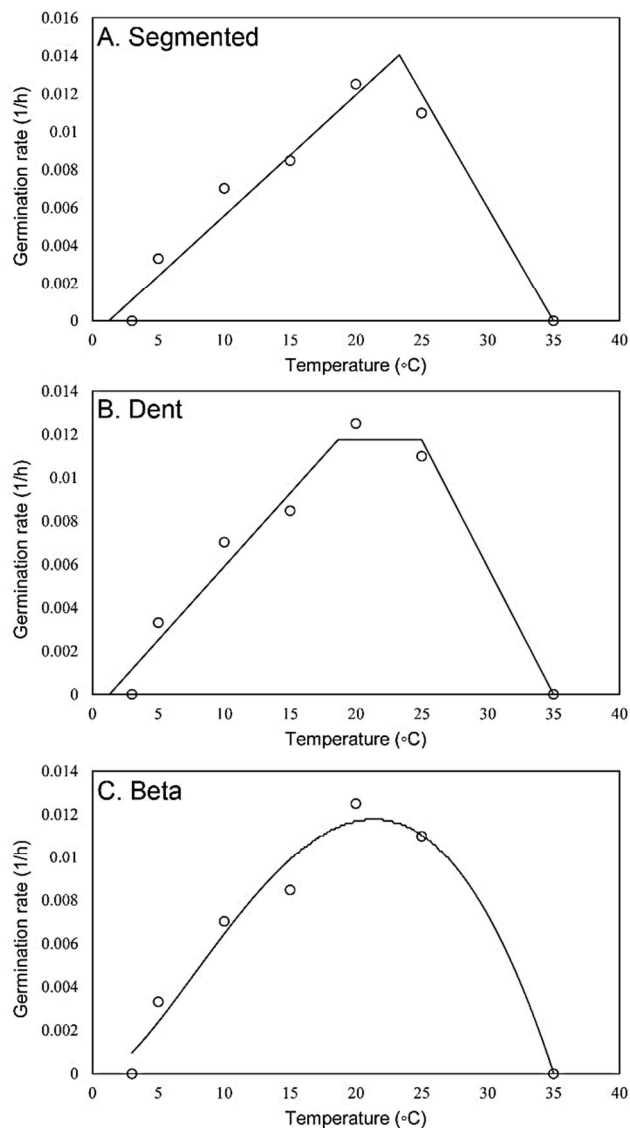 A. Segmented
Germination rate (1/h)
0.016
0.014
0.012
0.01
0.008
0.006
0.004
0.002
0
0 5 10 15 20 25 30 35 40
Temperature (◦C)
B. Dent
Germination rate (1/h)
0.014
0.012
0.01
0.008
0.006
0.004
0.002
0
0 5 10 15 20 25 30 35 40
Temperature (◦C)
C. Beta
Germination rate (1/h)
0.014
0.012
0.01
0.008
0.006
0.004
0.002
0
0 5 10 15 20 25 30 35 40
Temperature (◦C)